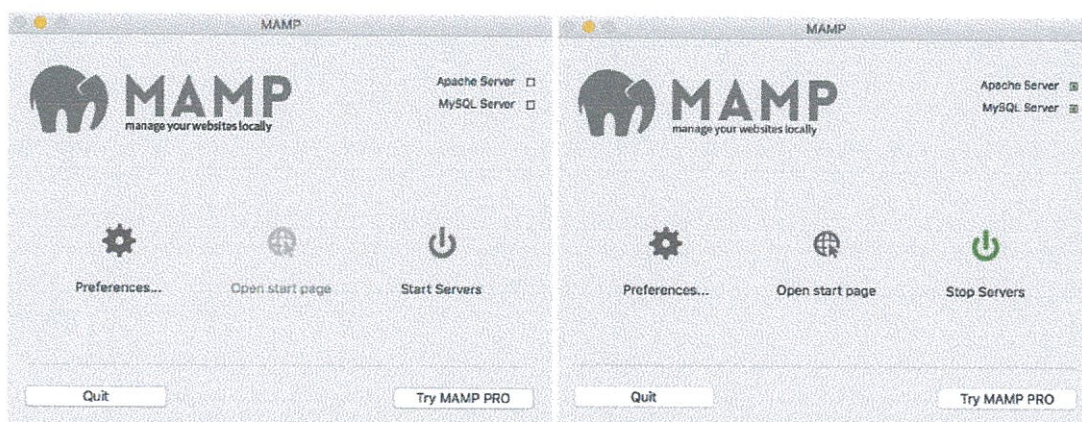 MAMP
Apache Server
MySQL Server
MAMP
manage your websites locally
Preferences...
Open start page
Start Servers
Quit
Try MAMP PRO
MAMP
Apache Server
MySQL Server
MAMP
manage your websites locally
Preferences...
Open start page
Stop Servers
Quit
Try MAMP PRO